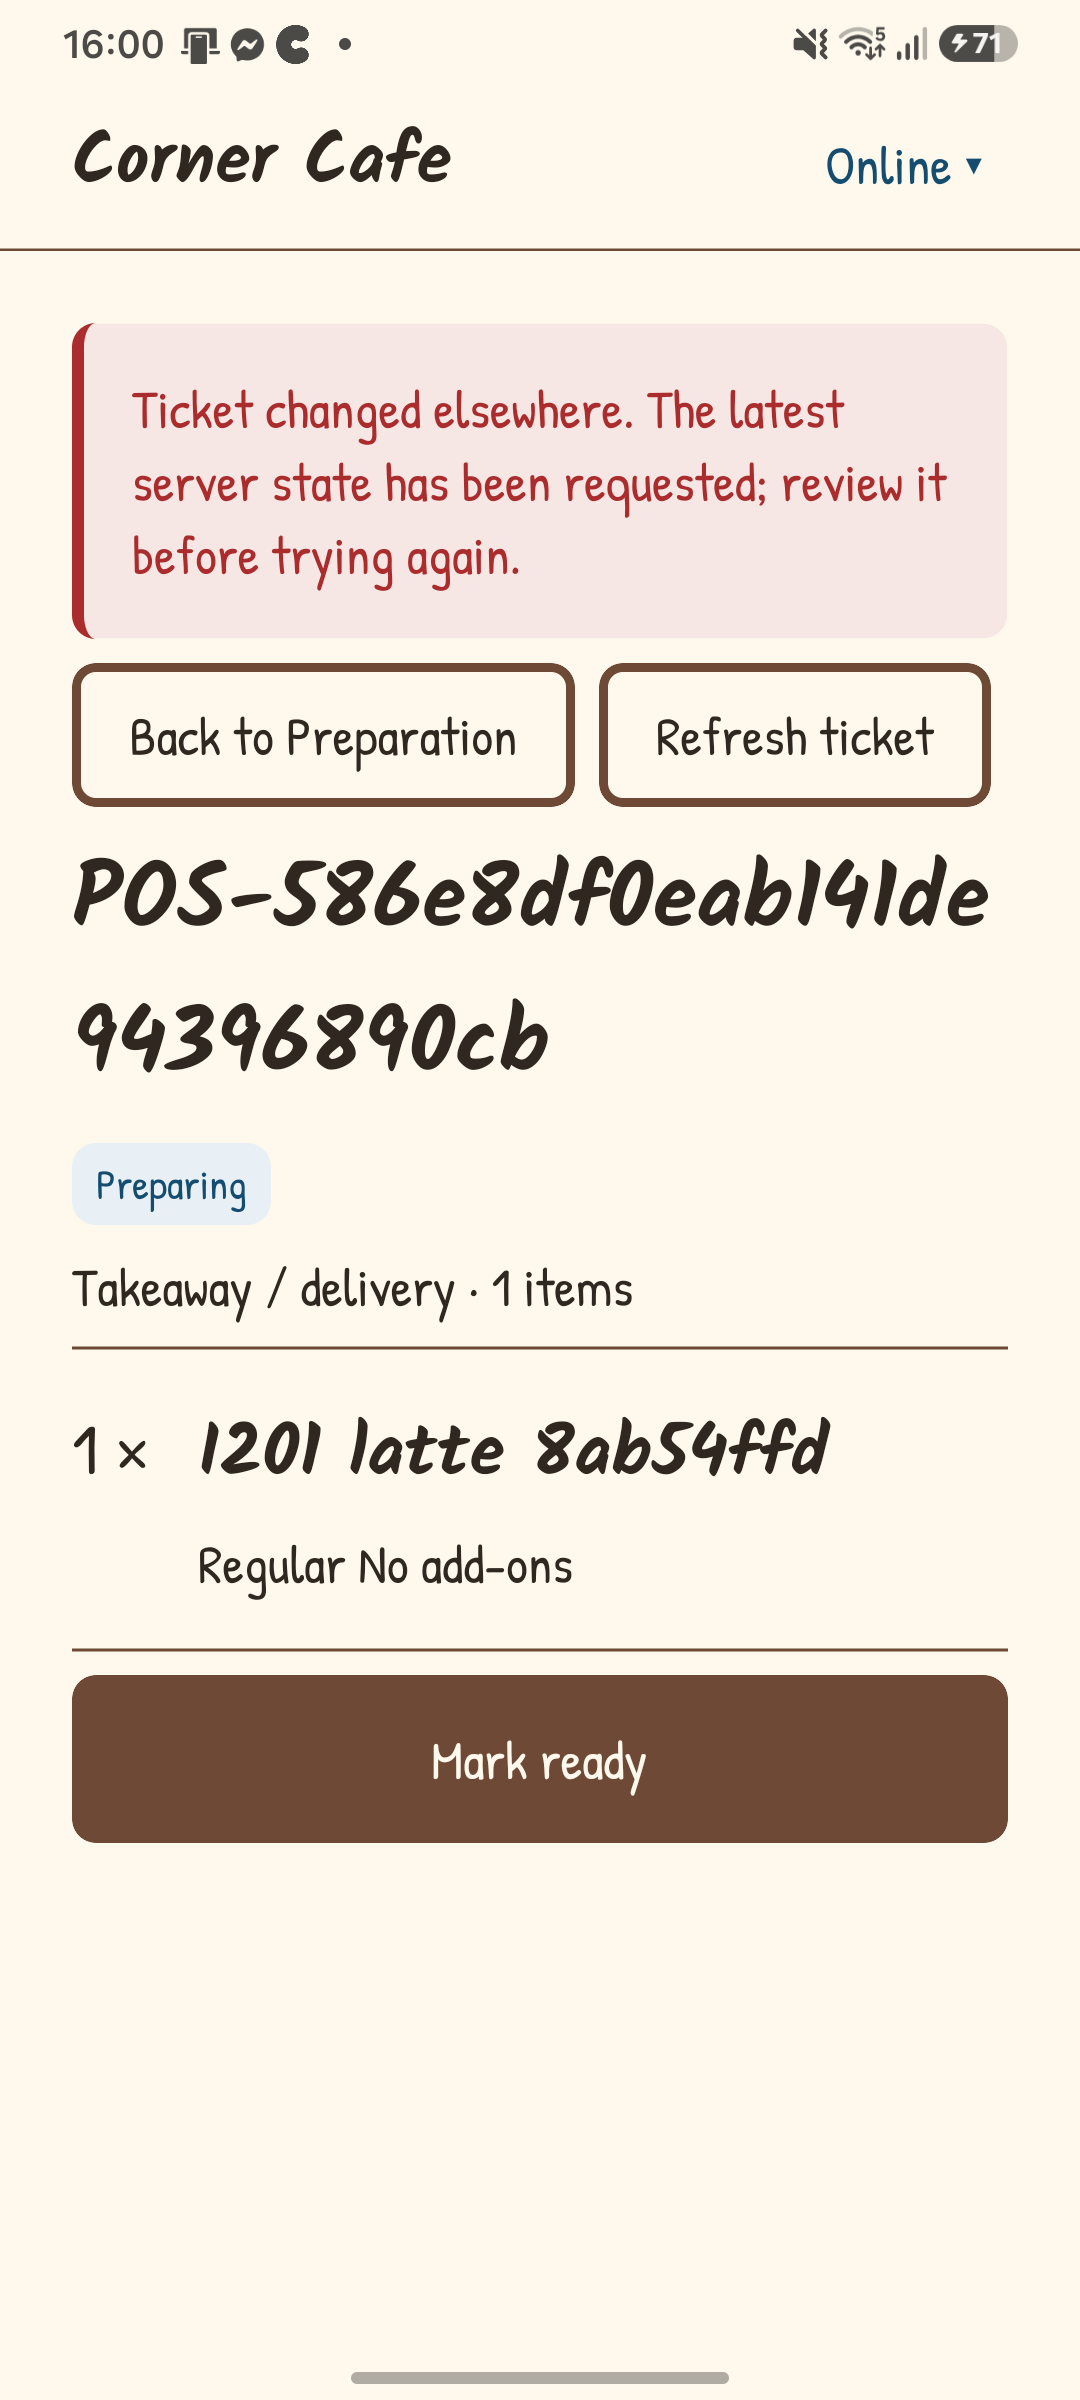 16:00
5
71
Corner Cafe
Online ▾
Ticket changed elsewhere. The latest
server state has been requested; review it
before trying again.
Back to Preparation
Refresh ticket
POS-586e8df0eab141de
94396890cb
Preparing
Takeaway / delivery · 1 items
1 × 1201 latte 8ab54ffd
Regular No add-ons
Mark ready